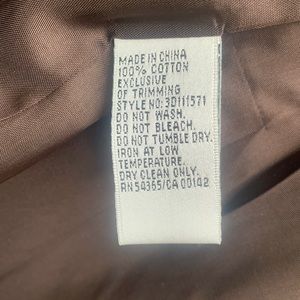 MADE IN CHINA
100% COTTON
EXCLUSIVE
OF TRIMMING
STYLE NO: 3D111571
DO NOT WASH.
DO NOT BLEACH.
DO NOT TUMBLE DRY.
IRON AT LOW
TEMPERATURE.
DRY CLEAN ONLY.
RN 54365/CA 00142